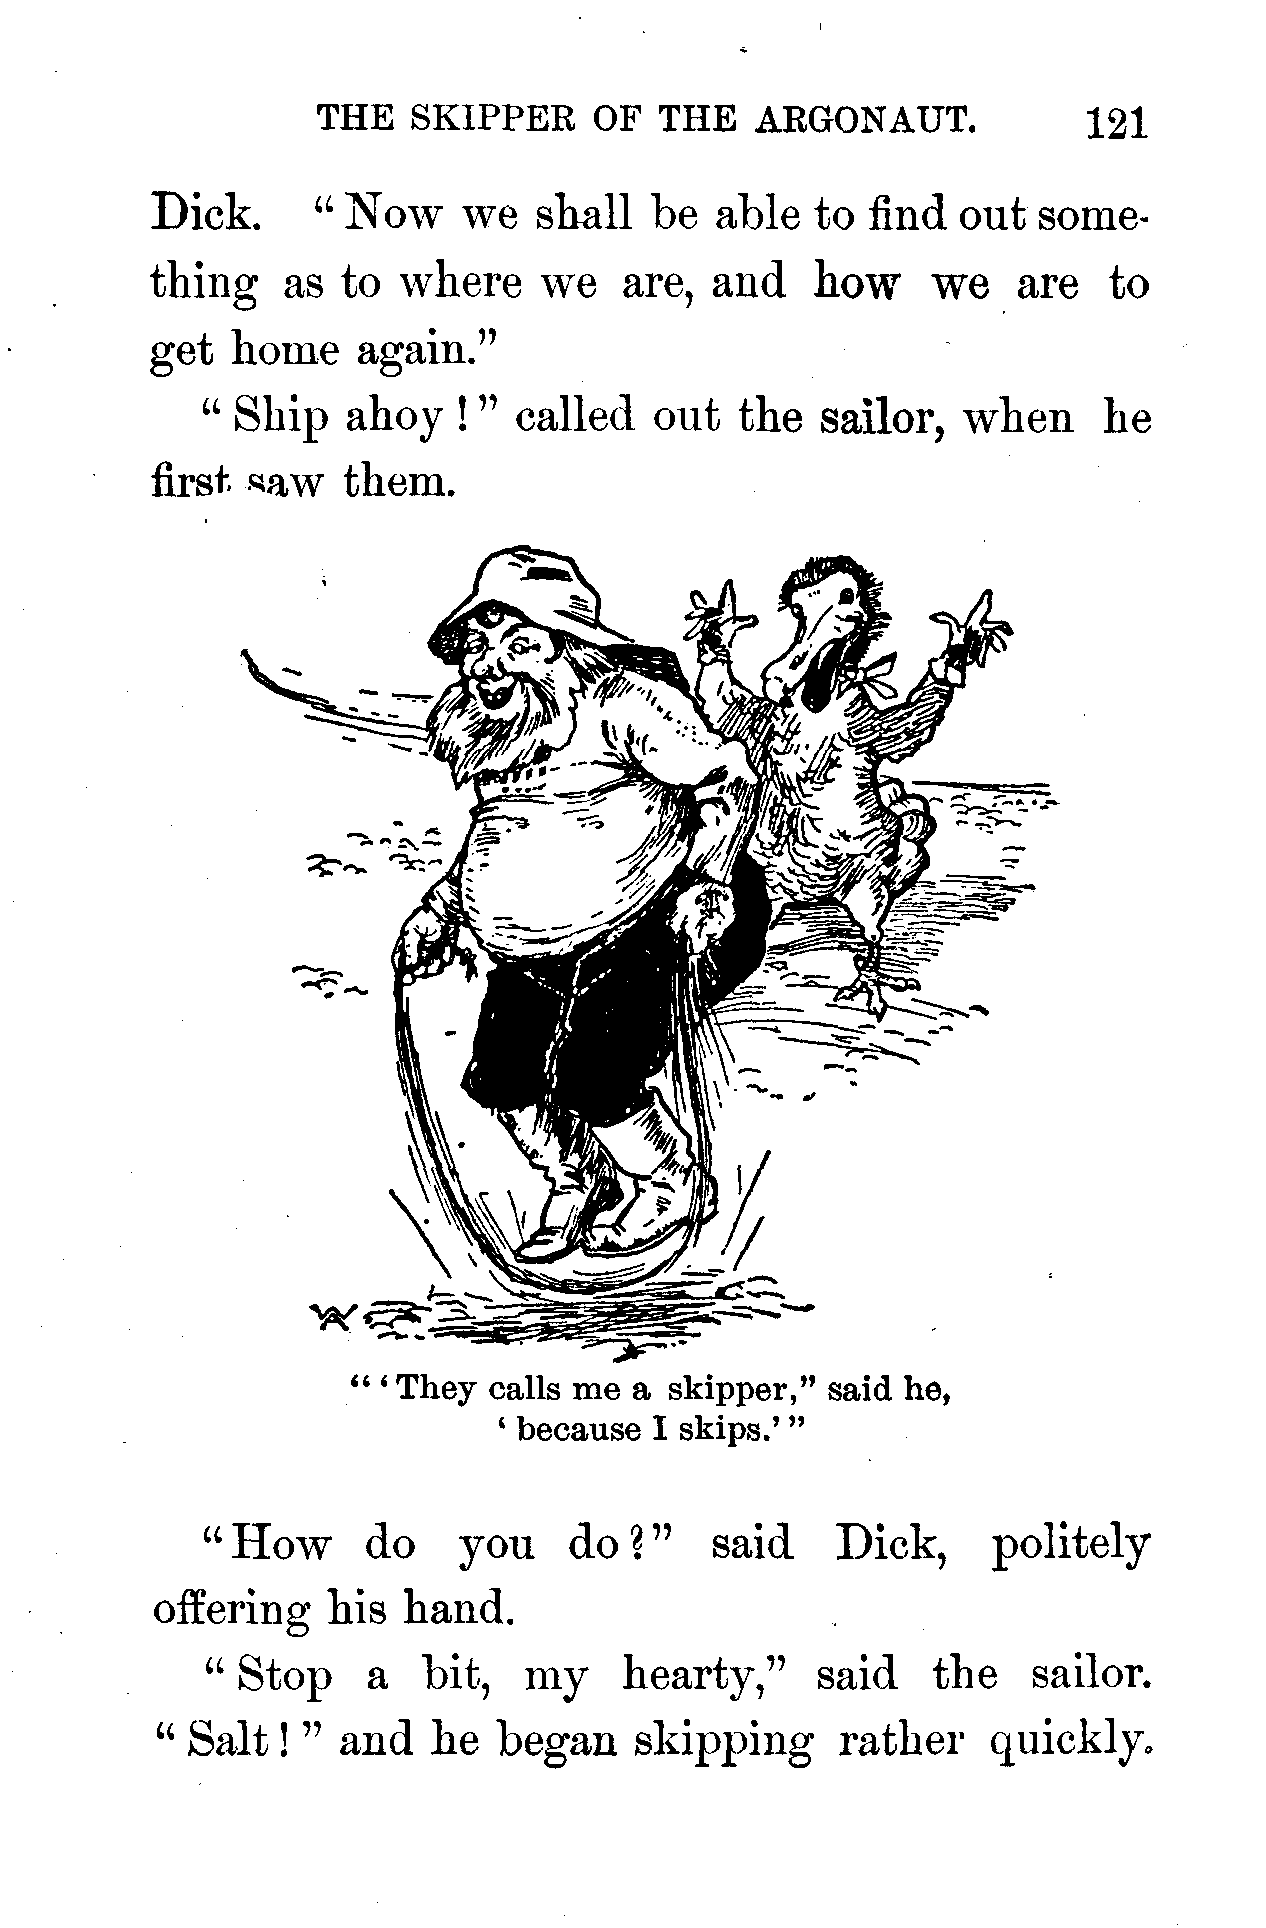 THE SKIPPER OF THE ARGONAUT. 121
Dick. “ Now we shall be able to find out some-
thing as to where we are, and how we are to
get home again.”
“ Ship ahoy ! ” called out the sailor, when he
first saw them.
“ ‘ They calls me a skipper,” said he,
‘ because I skips.’ ”
“ How do you do ? ” said Dick, politely
offering his hand.
“ Stop a bit, my hearty,” said the sailor.
“ Salt ! ” and he began skipping rather quickly.